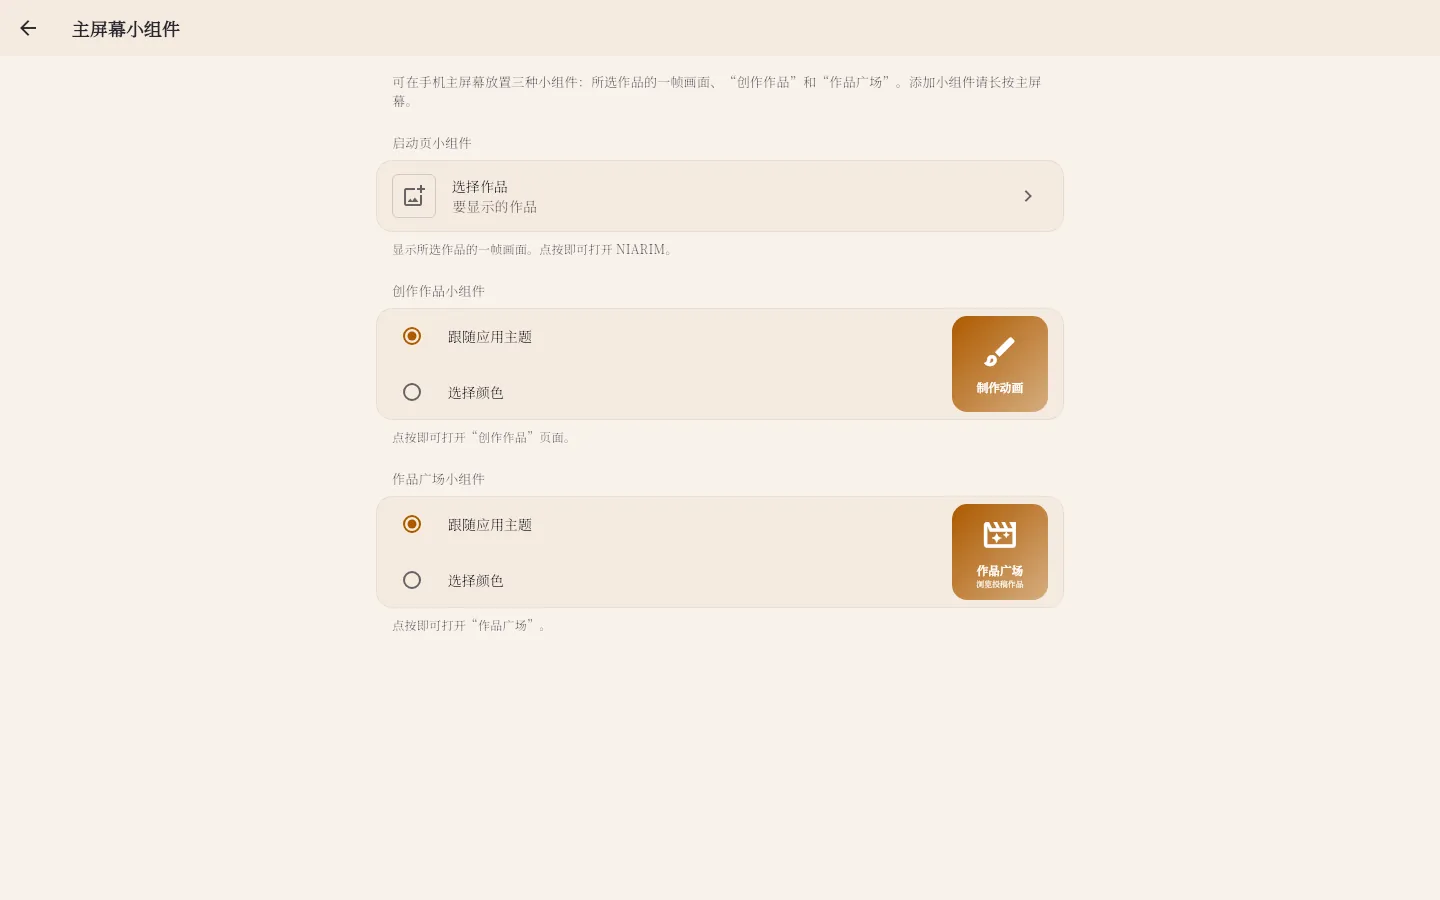 主屏幕小组件
可在手机主屏幕放置三种小组件：所选作品的一帧画面、“创作作品”和“作品广场”。添加小组件请长按主屏
幕。
启动页小组件
选择作品
要显示的作品
显示所选作品的一帧画面。点按即可打开 NIARIM。
创作作品小组件
跟随应用主题
选择颜色
制作动画
点按即可打开“创作作品”页面。
作品广场小组件
跟随应用主题
选择颜色
作品广场
浏览投稿作品
点按即可打开“作品广场”。